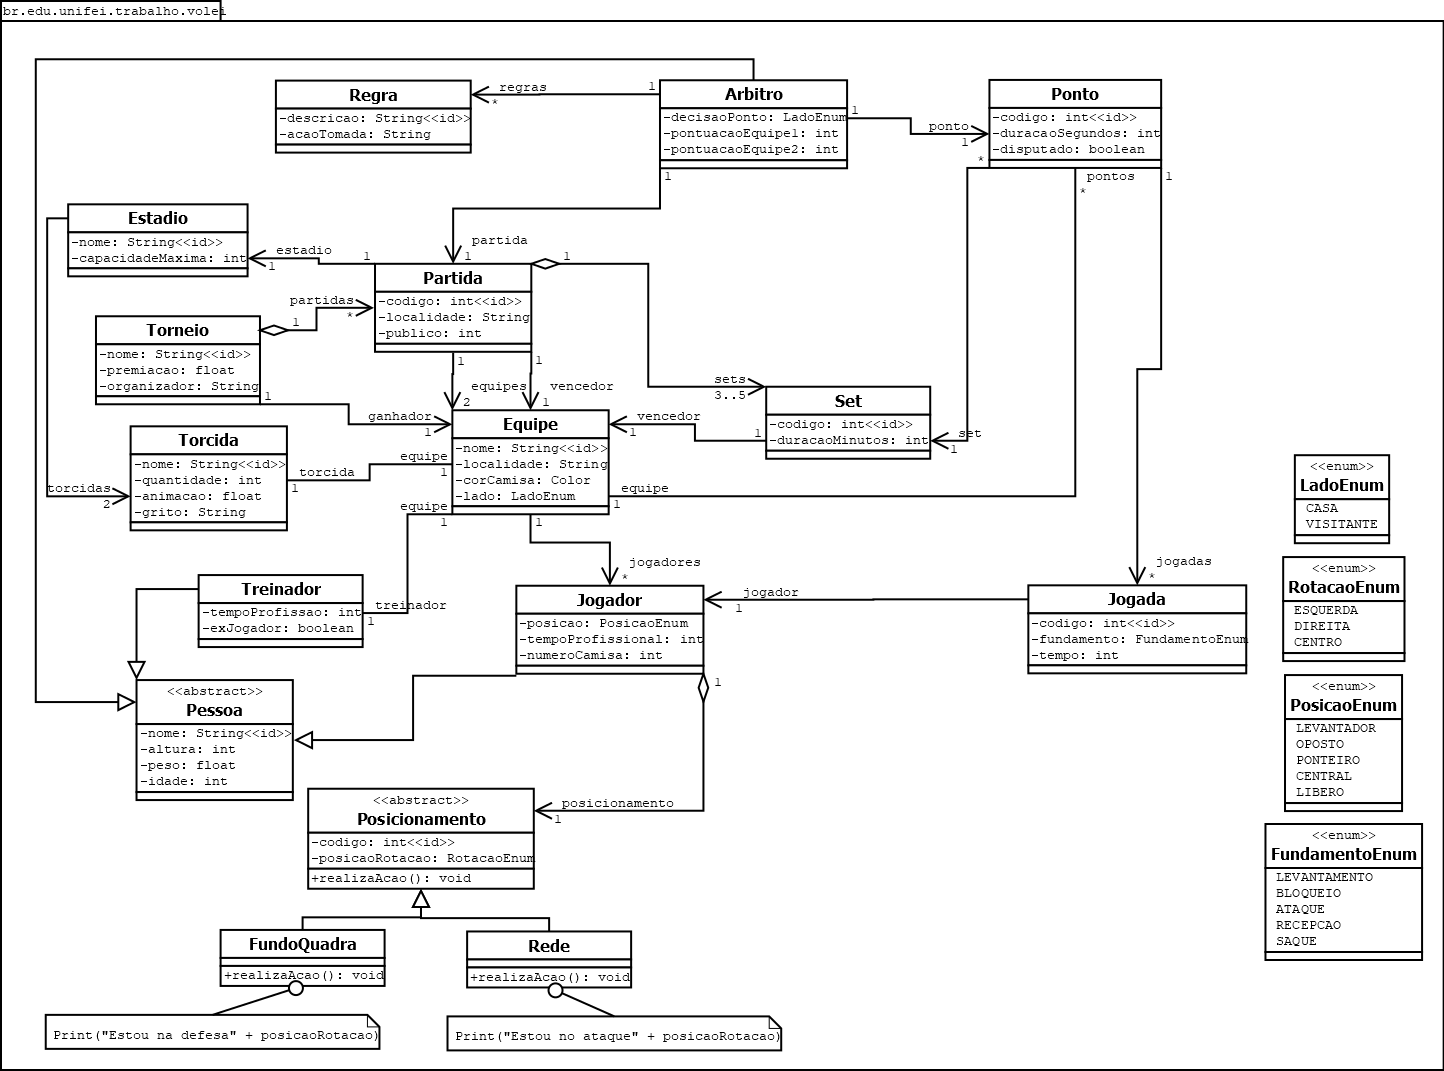 br.edu.unifei.trabalho.volei
Regra
-descricao: String<<id>>
-acaoTomada: String
regras
*
1
Arbitro
-decisaoPonto: LadoEnum
-pontuacaoEquipe1: int
-pontuacaoEquipe2: int
1
ponto
1
Ponto
-codigo: int<<id>>
-duracaoSegundos: int
-disputado: boolean
*
pontos
*
1
1
partida
1
Estadio
-nome: String<<id>>
-capacidadeMaxima: int
estadio
1
1
Partida
-codigo: int<<id>>
-localidade: String
-publico: int
1
partidas
*
1
Torneio
-nome: String<<id>>
-premiacao: float
-organizador: String
1
ganhador
1
1
equipes
2
1
vencedor
1
sets
3..5
Set
-codigo: int<<id>>
-duracaoMinutos: int
set
1
vencedor
1
1
Equipe
-nome: String<<id>>
-localidade: String
-corCamisa: Color
-lado: LadoEnum
equipe
1
Torcida
-nome: String<<id>>
-quantidade: int
-animacao: float
-grito: String
torcidas
2
torcida
1
equipe
1
equipe
1
1
jogadores
*
jogadas
*
Treinador
-tempoProfissao: int
-exJogador: boolean
treinador
1
Jogador
-posicao: PosicaoEnum
-tempoProfissional: int
-numeroCamisa: int
jogador
1
Jogada
-codigo: int<<id>>
-fundamento: FundamentoEnum
-tempo: int
1
<<abstract>>
Pessoa
-nome: String<<id>>
-altura: int
-peso: float
-idade: int
<<abstract>>
Posicionamento
-codigo: int<<id>>
-posicaoRotacao: RotacaoEnum
+realizaAcao(): void
posicionamento
1
FundoQuadra
+realizaAcao(): void
Rede
+realizaAcao(): void
Print("Estou na defesa" + posicaoRotacao)
Print("Estou no ataque" + posicaoRotacao)
<<enum>>
LadoEnum
CASA
VISITANTE
<<enum>>
RotacaoEnum
ESQUERDA
DIREITA
CENTRO
<<enum>>
PosicaoEnum
LEVANTADOR
OPOSTO
PONTEIRO
CENTRAL
LIBERO
<<enum>>
FundamentoEnum
LEVANTAMENTO
BLOQUEIO
ATAQUE
RECEPCAO
SAQUE